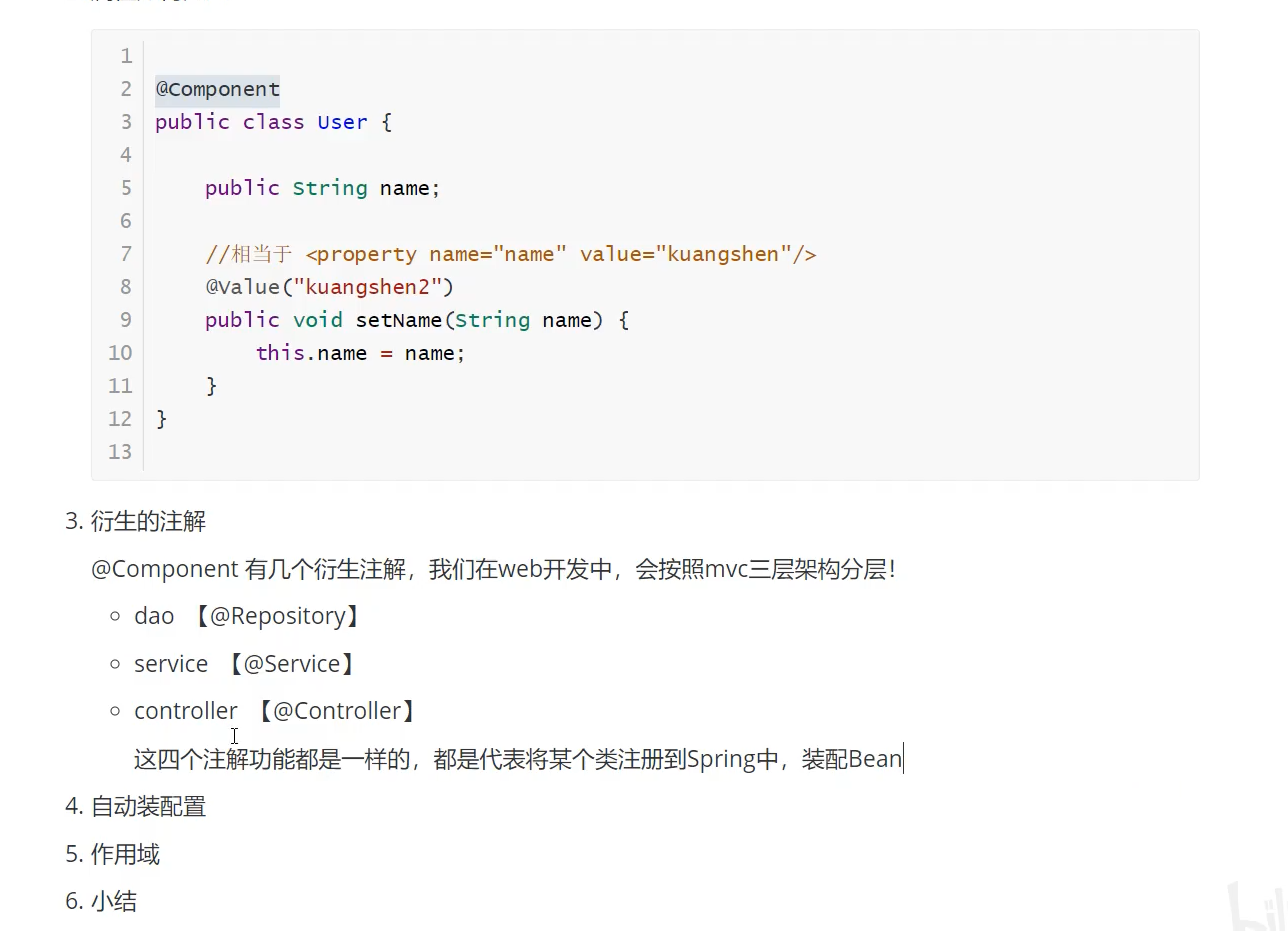 1
2 @Component
3 public class User {
4
5 public String name;
6
7 //相当于 <property name="name" value="kuangshen"/>
8 @Value("kuangshen2")
9 public void setName(String name) {
10 this.name = name;
11 }
12 }
13
3. 衍生的注解
@Component 有几个衍生注解，我们在web开发中，会按照mvc三层架构分层！
dao 【@Repository】
service 【@Service】
controller 【@Controller】
这四个注解功能都是一样的，都是代表将某个类注册到Spring中，装配Bean
4. 自动装配置
5. 作用域
6. 小结